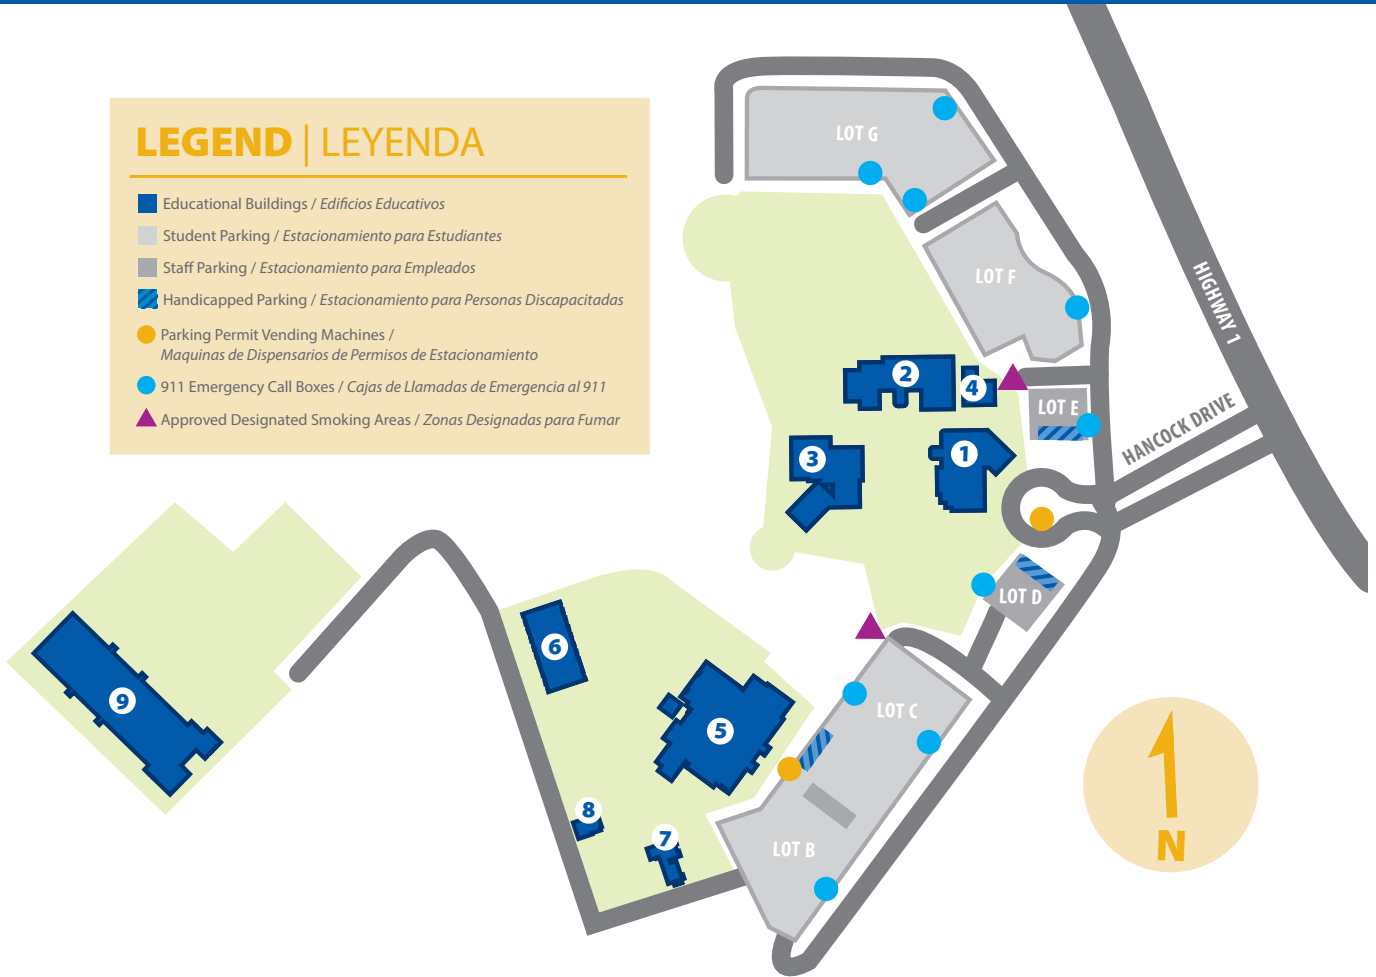 LEGEND | LEYENDA
Educational Buildings / Edificios Educativos
Student Parking / Estacionamiento para Estudiantes
Staff Parking / Estacionamiento para Empleados
Handicapped Parking / Estacionamiento para Personas Discapacitadas
Parking Permit Vending Machines /
Maquinas de Dispensarios de Permisos de Estacionamiento
911 Emergency Call Boxes / Cajas de Llamadas de Emergencia al 911
Approved Designated Smoking Areas / Zonas Designadas para Fumar
LOT G
LOT F
HIGHWAY 1
2
4
LOT E
HANCOCK DRIVE
3
1
LOT D
6
9
5
LOT C
8
7
LOT B
N